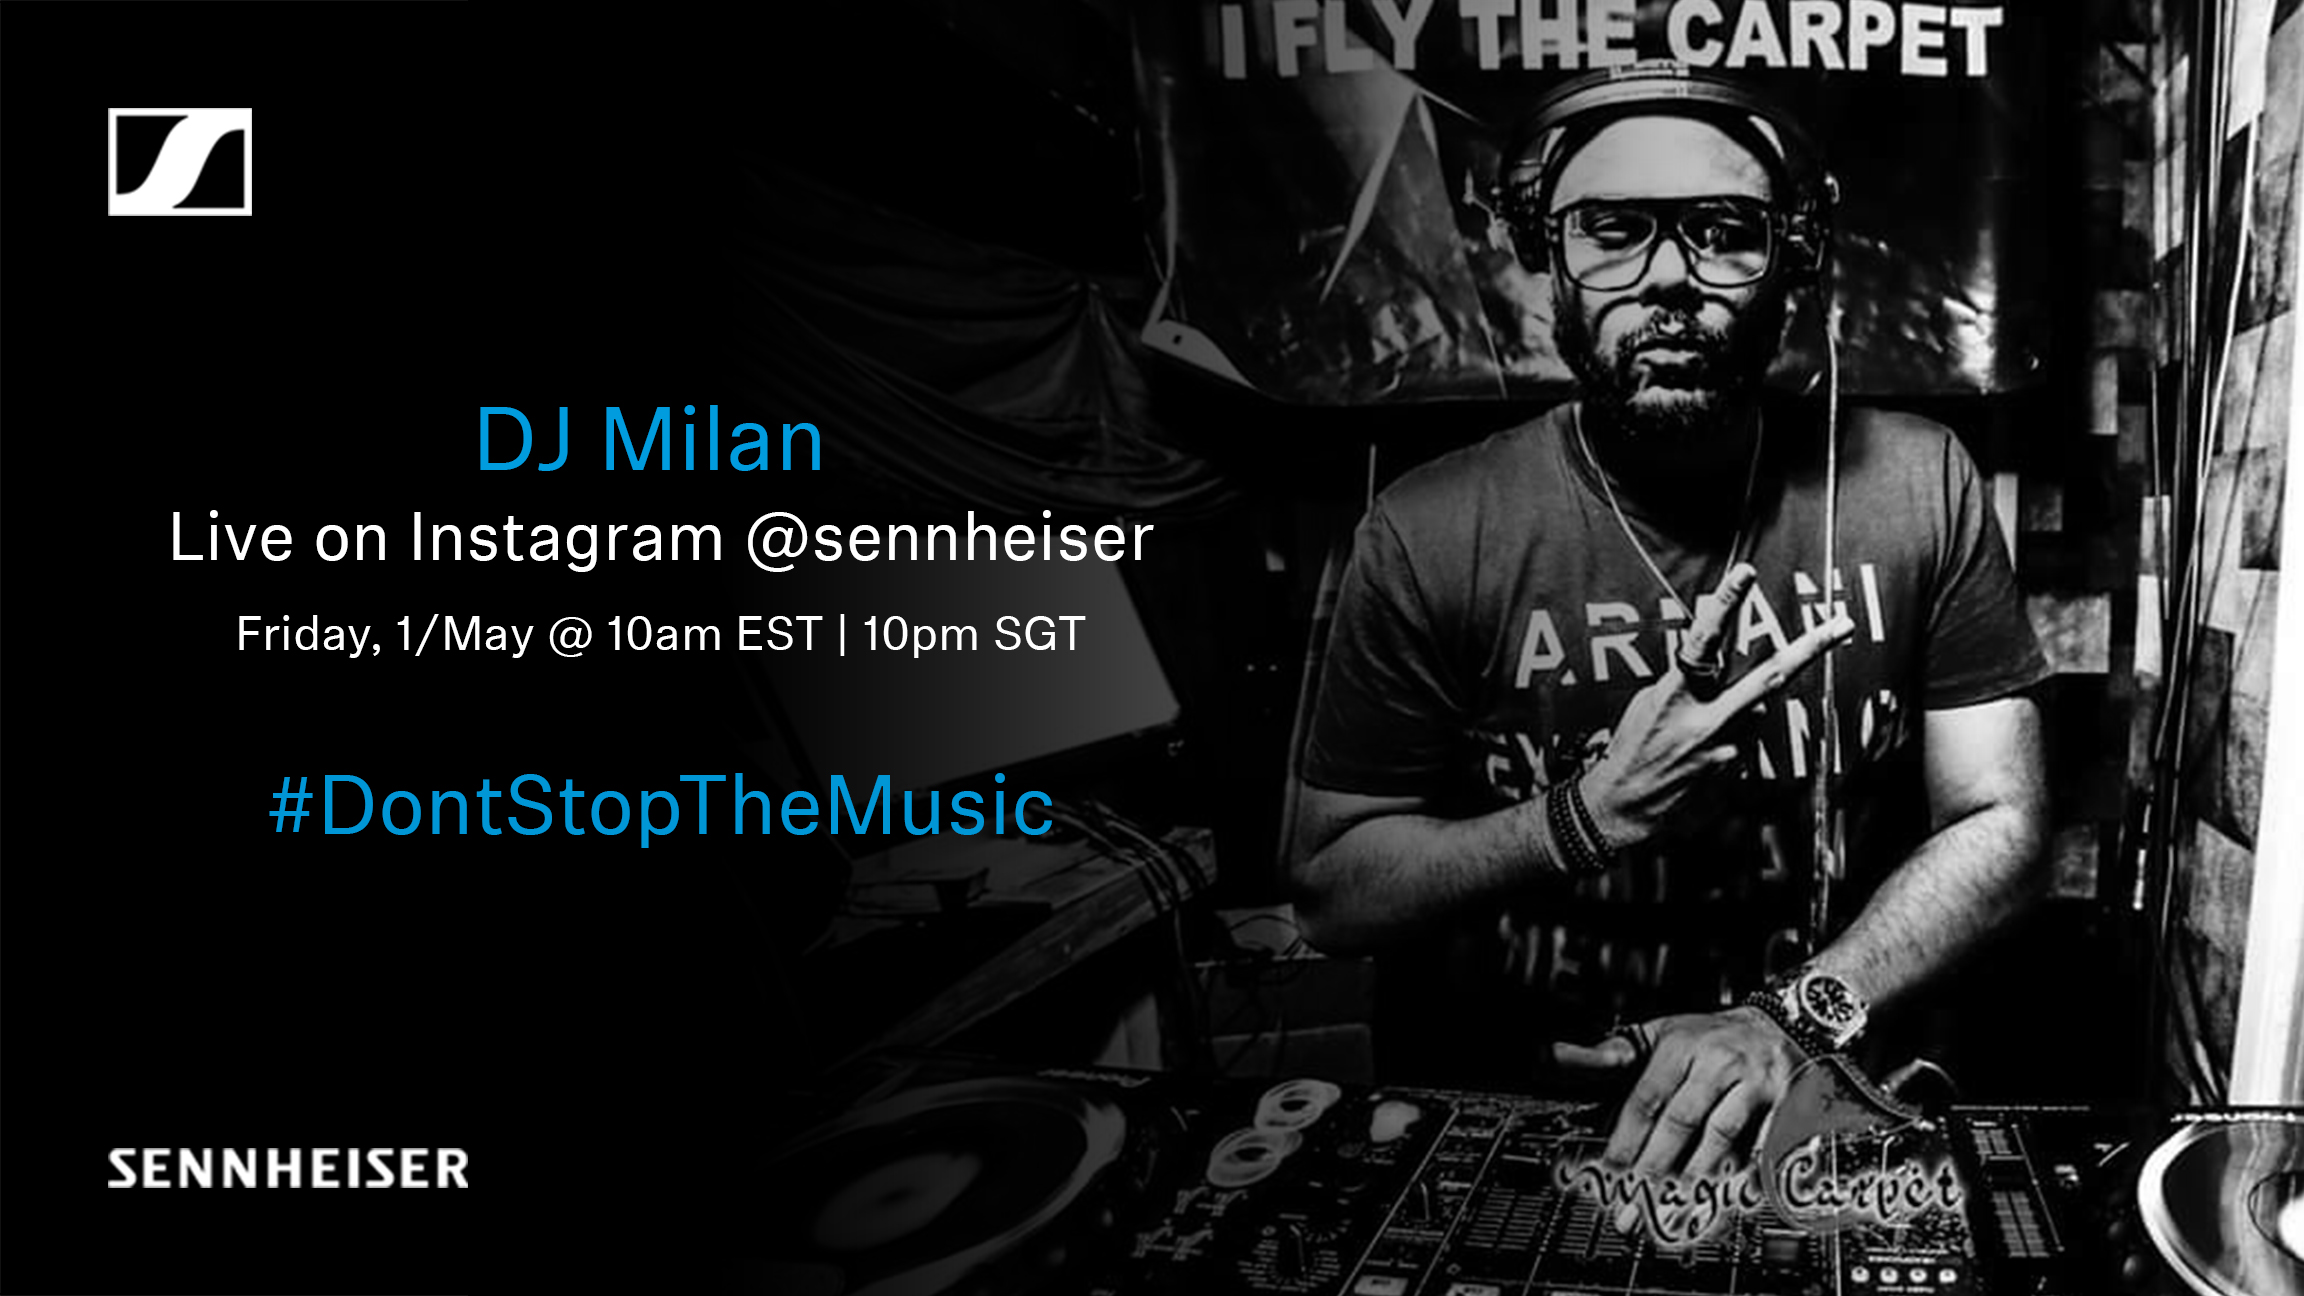 I FLY THE CARPET
DJ Milan
Live on Instagram @sennheiser
Friday, 1/May @ 10am EST | 10pm SGT
#DontStopTheMusic
ARMANI
SENNHEISER
Magic Carpet